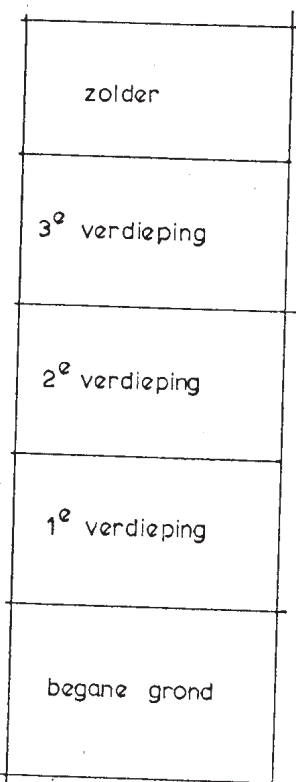 zolder
3e verdieping
2e verdieping
1e verdieping
begane grond